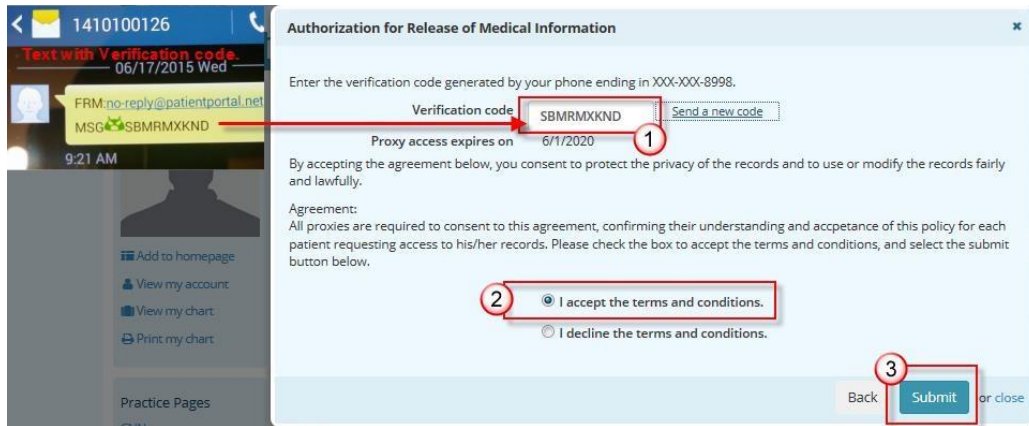 1410100126
Text with Verification code.
06/17/2015 Wed
FRM:no-reply@patientportal.net
MSG SBMRMXKND
9:21 AM
Add to homepage
View my account
View my chart
Print my chart
Practice Pages
Authorization for Release of Medical Information
x
Enter the verification code generated by your phone ending in XXX-XXX-8998.
Verification code SBMRMXKND Send a new code
1
Proxy access expires on 6/1/2020
By accepting the agreement below, you consent to protect the privacy of the records and to use or modify the records fairly
and lawfully.
Agreement:
All proxies are required to consent to this agreement, confirming their understanding and accpetance of this policy for each
patient requesting access to his/her records. Please check the box to accept the terms and conditions, and select the submit
button below.
2 I accept the terms and conditions.
I decline the terms and conditions.
3
Back Submit or close